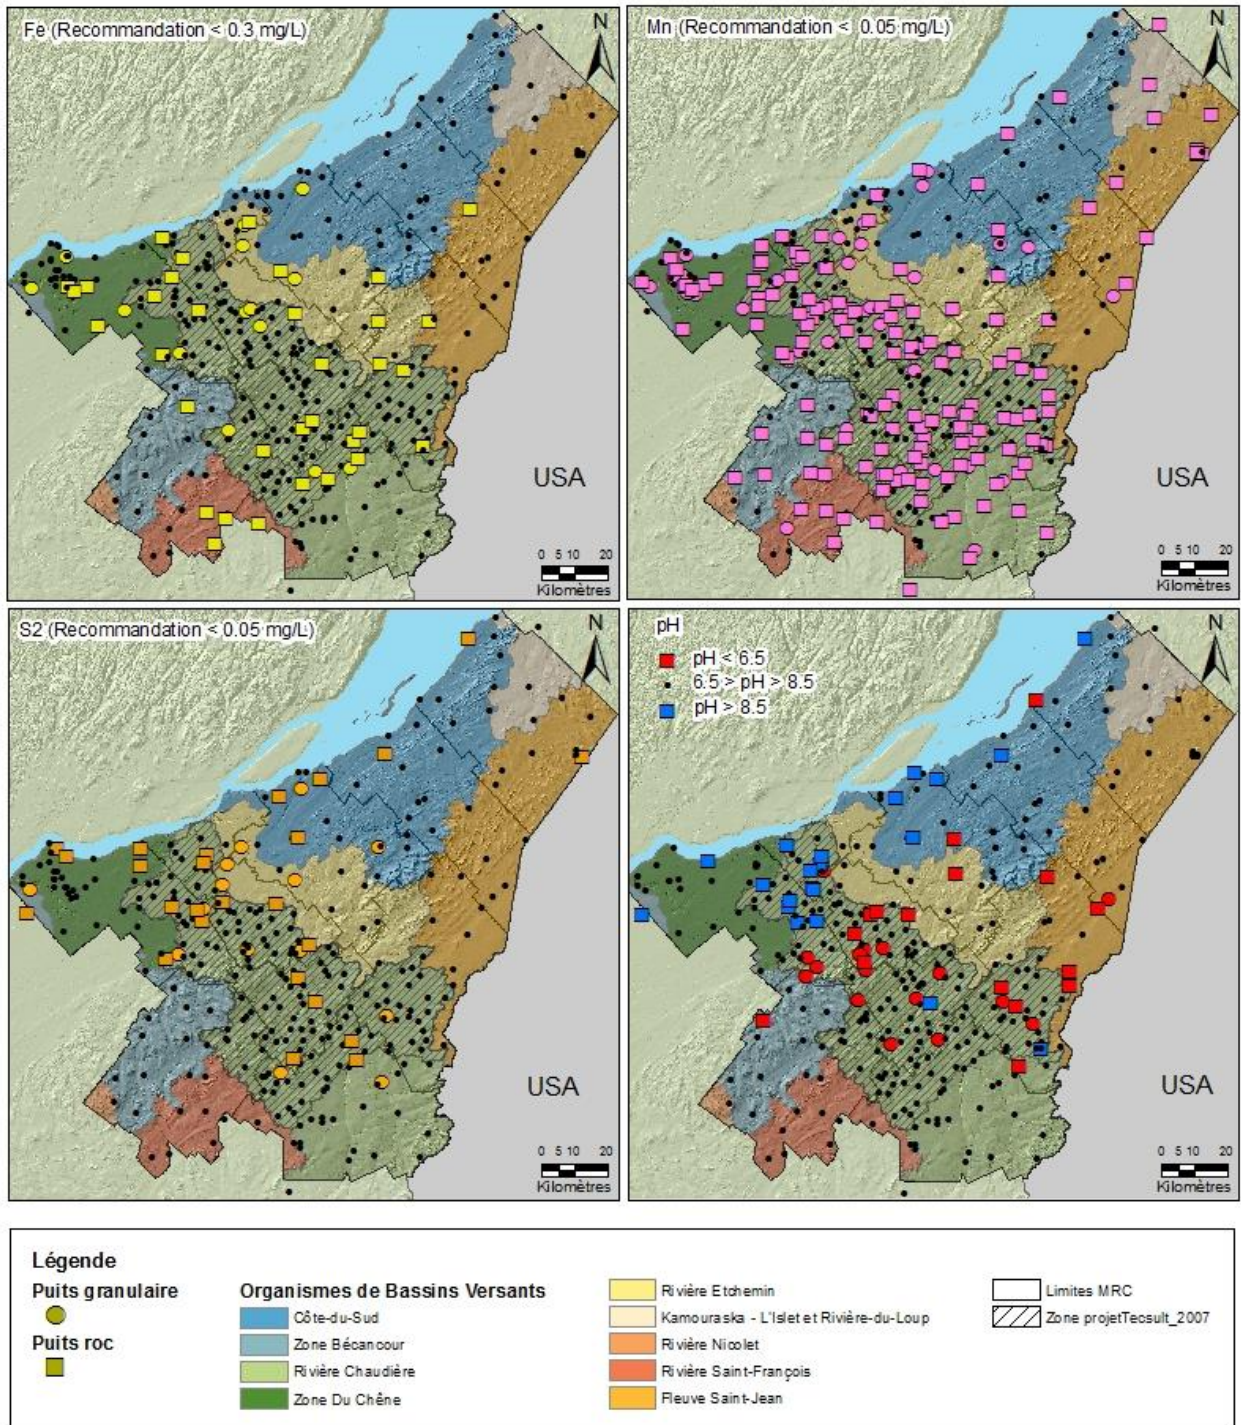 Fe (Recommandation < 0.3 mg/L)
N
USA
0 5 10 20
Kilomètres
Mn (Recommandation < 0.05 mg/L)
N
USA
0 5 10 20
Kilomètres
S2 (Recommandation < 0.05 mg/L)
N
USA
0 5 10 20
Kilomètres
pH
pH < 6.5
6.5 > pH > 8.5
pH > 8.5
N
USA
0 5 10 20
Kilomètres
Légende
Puits granulaire
Puits roc
Organismes de Bassins Versants
Côte-du-Sud
Zone Bécancour
Rivière Chaudière
Zone Du Chêne
Rivière Etchemin
Kamouraska - L'Islet et Rivière-du-Loup
Rivière Nicolet
Rivière Saint-François
Fleuve Saint-Jean
Limites MRC
Zone projetTecsult_2007